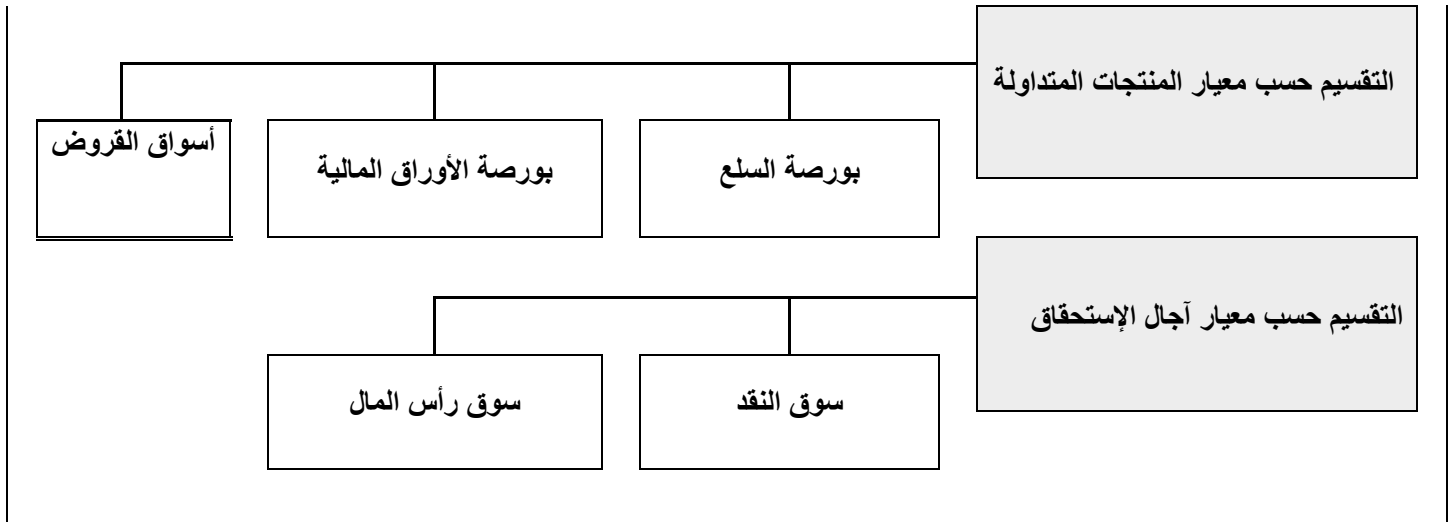 التقسيم حسب معيار المنتجات المتداولة
بورصة السلع
بورصة الأوراق المالية
أسواق القروض
التقسيم حسب معيار آجال الإستحقاق
سوق النقد
سوق رأس المال